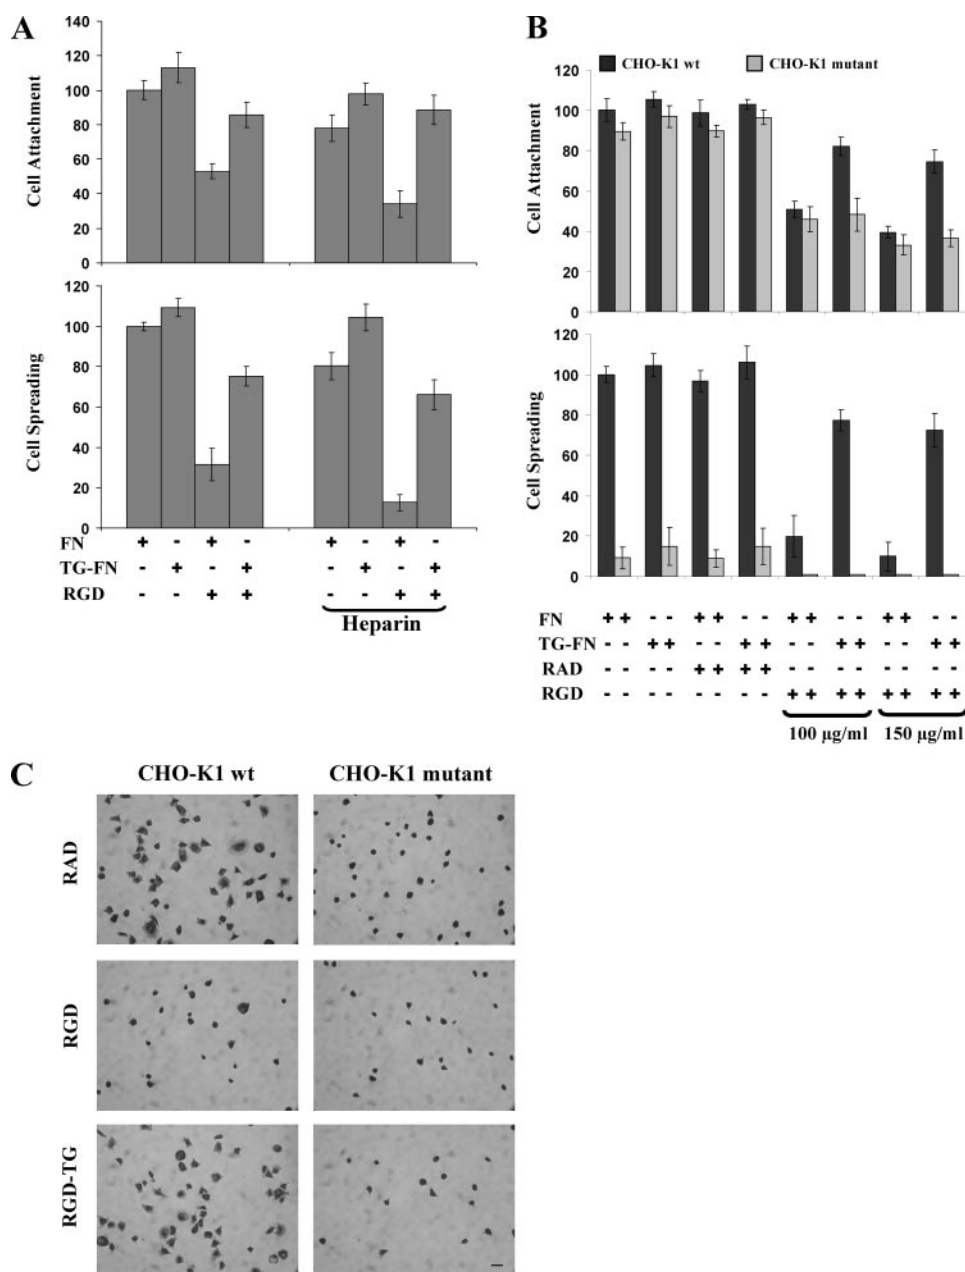 A
Cell Attachment
140
120
100
80
60
40
20
0
Cell Spreading
120
100
80
60
40
20
0
FN + - + - + - + -
TG-FN - + - + - + - +
RGD - - + + - - + +
Heparin
B
CHO-K1 wt CHO-K1 mutant
Cell Attachment
120
100
80
60
40
20
0
Cell Spreading
120
100
80
60
40
20
0
FN ++ -- ++ -- ++ -- ++ --
TG-FN -- ++ -- ++ -- ++ -- ++
RAD -- -- ++ ++ -- -- -- --
RGD -- -- -- -- ++ ++ ++ ++
100 µg/ml 150 µg/ml
C
CHO-K1 wt CHO-K1 mutant
RAD
RGD
RGD-TG